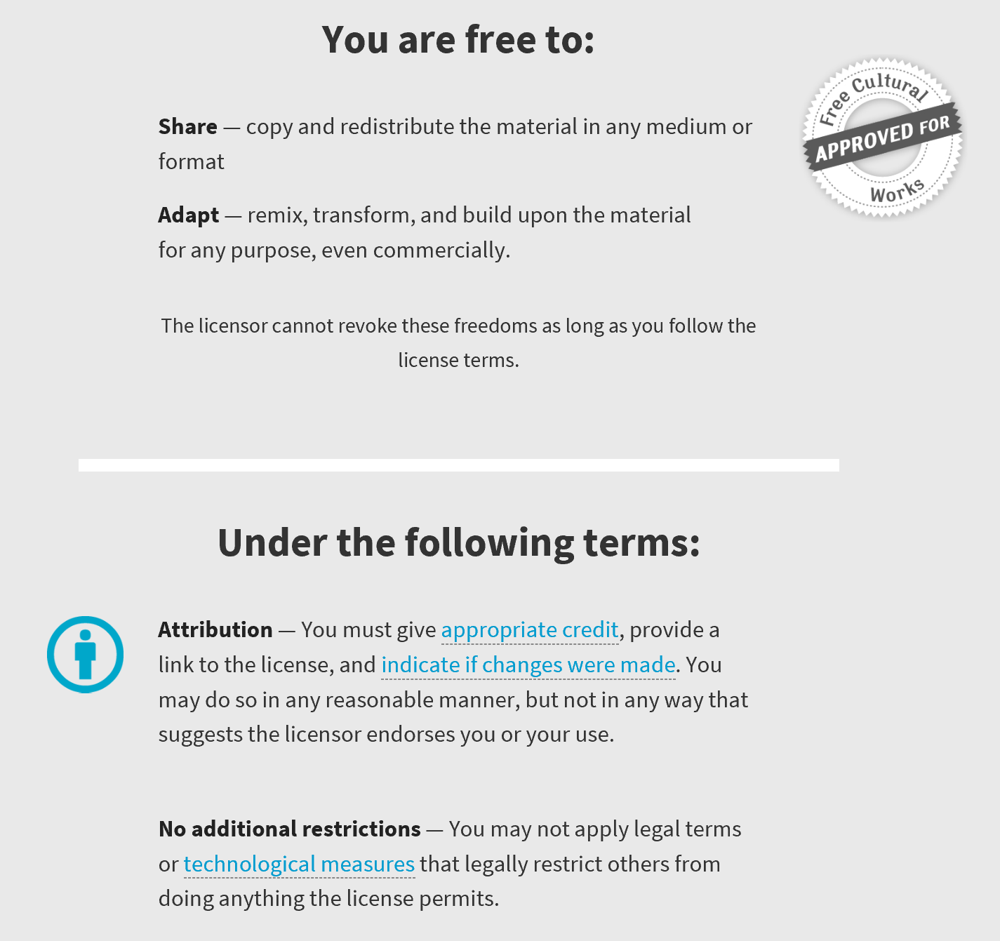 You are free to:
Free Cultural
APPROVED FOR
Works
Share — copy and redistribute the material in any medium or
format
Adapt — remix, transform, and build upon the material
for any purpose, even commercially.
The licensor cannot revoke these freedoms as long as you follow the
license terms.
Under the following terms:
Attribution — You must give appropriate credit, provide a
link to the license, and indicate if changes were made. You
may do so in any reasonable manner, but not in any way that
suggests the licensor endorses you or your use.
No additional restrictions — You may not apply legal terms
or technological measures that legally restrict others from
doing anything the license permits.